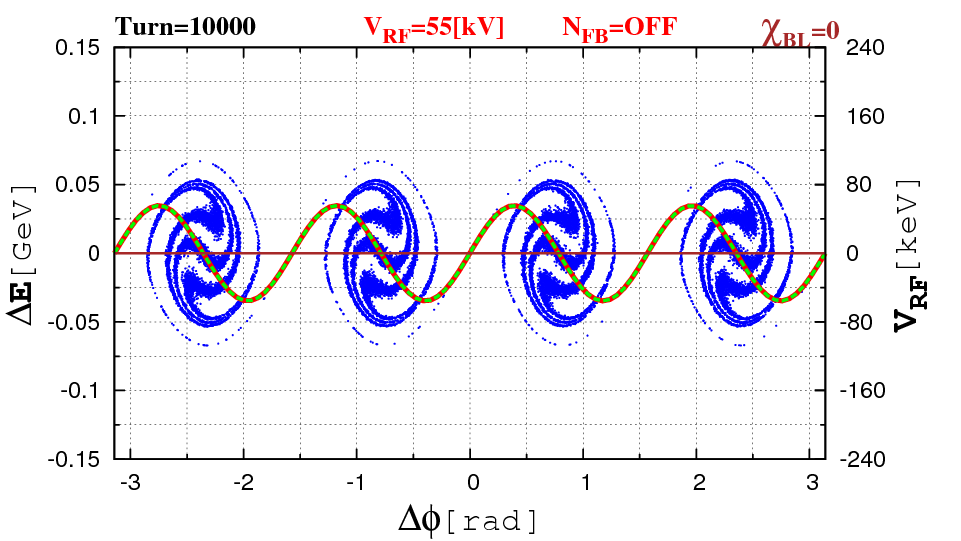 Turn=10000 V_RF=55[kV] N_FB=OFF χ_BL=0
0.15 240
0.1 160
0.05 80
0 0
-0.05 -80
-0.1 -160
-0.15 -240
ΔE[GeV]
V_RF[keV]
-3 -2 -1 0 1 2 3
Δϕ[rad]